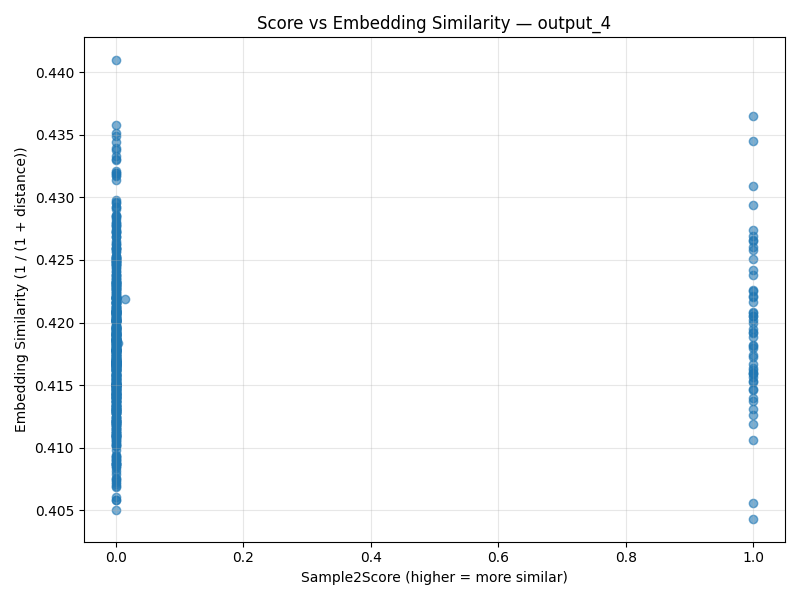 Score vs Embedding Similarity — output_4
Embedding Similarity (1 / (1 + distance))
0.440
0.435
0.430
0.425
0.420
0.415
0.410
0.405
0.0 0.2 0.4 0.6 0.8 1.0
Sample2Score (higher = more similar)